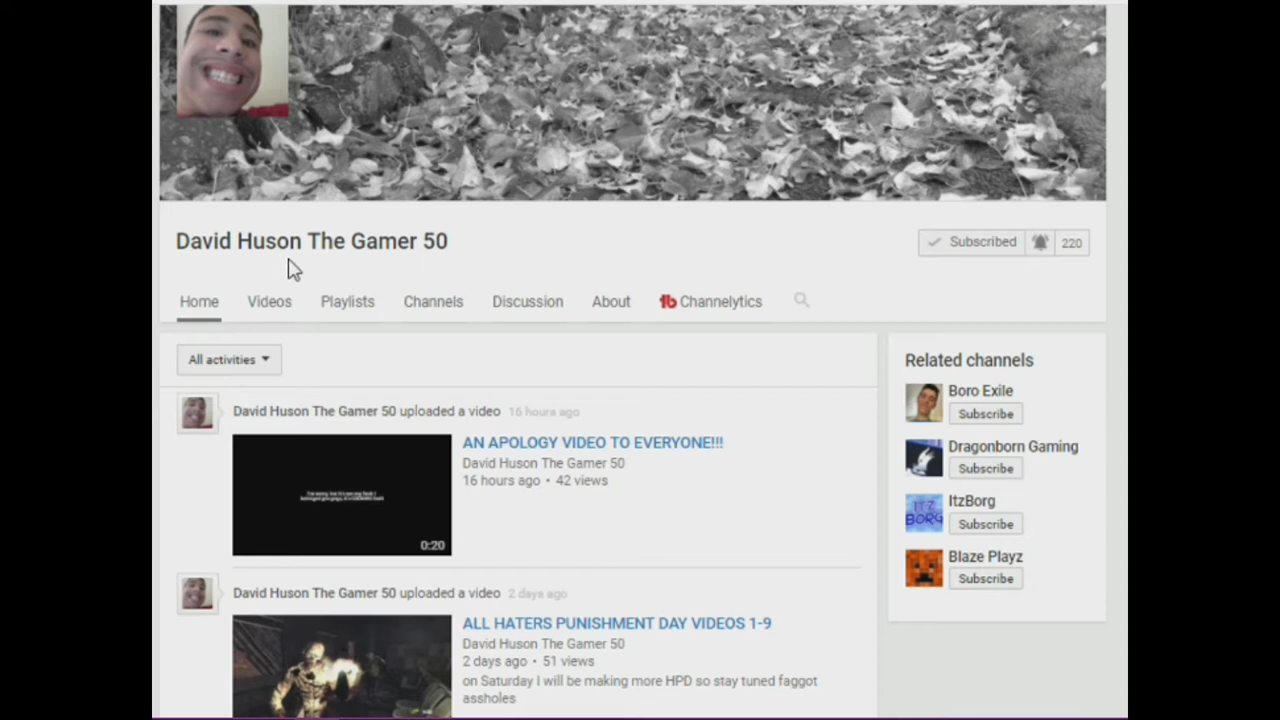 David Huson The Gamer 50
Subscribed 220
Home Videos Playlists Channels Discussion About Channelytics
All activities
Related channels
Boro Exile
Subscribe
Dragonborn Gaming
Subscribe
ItzBorg
Subscribe
ITZ
BORG
Blaze Playz
Subscribe
David Huson The Gamer 50 uploaded a video 16 hours ago
AN APOLOGY VIDEO TO EVERYONE!!!
David Huson The Gamer 50
16 hours ago • 42 views
0:20
David Huson The Gamer 50 uploaded a video 2 days ago
ALL HATERS PUNISHMENT DAY VIDEOS 1-9
David Huson The Gamer 50
2 days ago • 51 views
on Saturday I will be making more HPD so stay tuned faggot
assholes